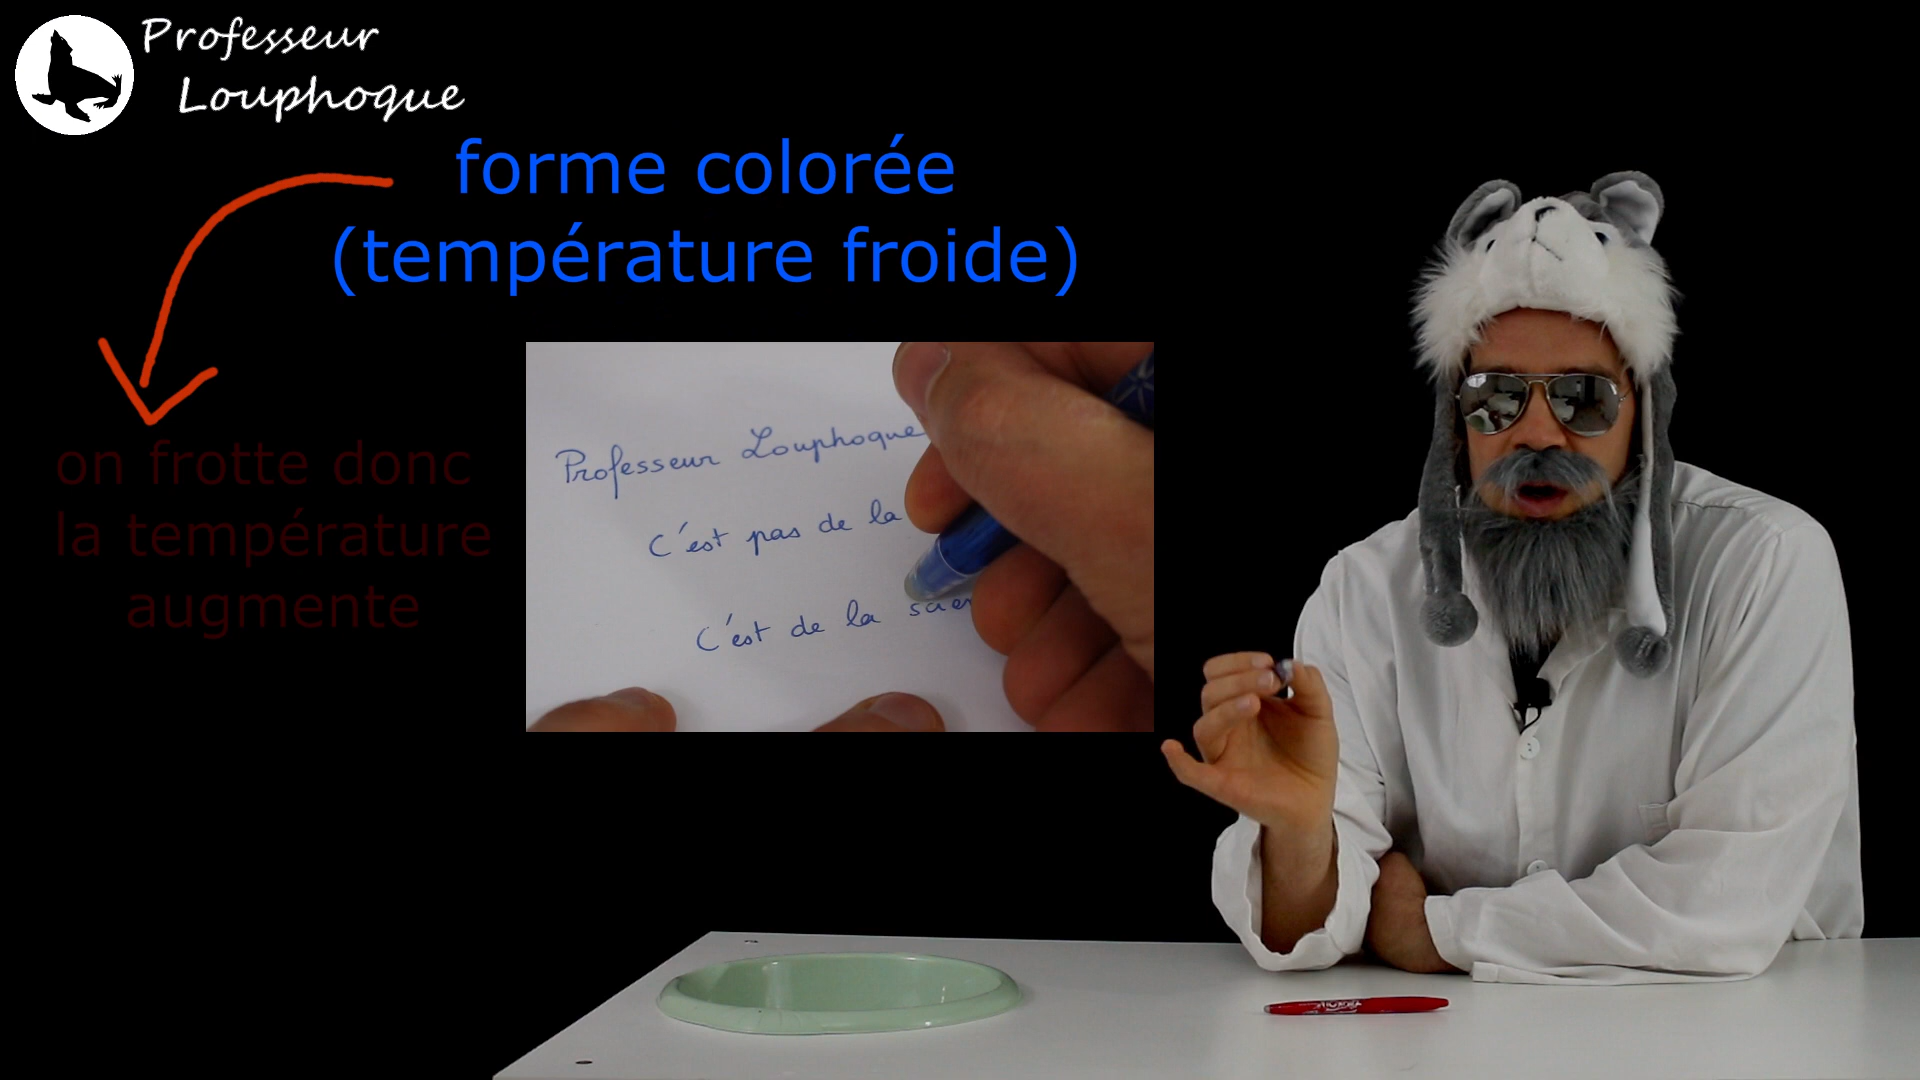 Professeur
Louphoque
forme colorée
(température froide)
on frotte donc
la température
augmente
Professeur Louphoque
C'est pas de la
C'est de la scien